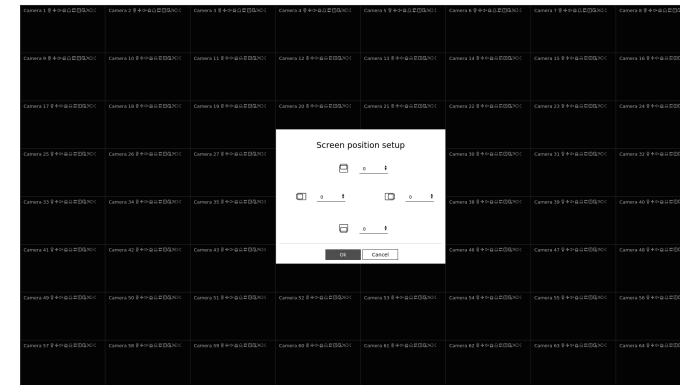 Camera 1 Camera 2 Camera 3 Camera 4 Camera 5 Camera 6 Camera 7 Camera 8
Camera 9 Camera 10 Camera 11 Camera 12 Camera 13 Camera 14 Camera 15 Camera 16
Camera 17 Camera 18 Camera 19 Camera 20 Camera 21 Camera 22 Camera 23 Camera 24
Screen position setup
Camera 25 Camera 26 Camera 27 Camera 30 Camera 31 Camera 32
0
Camera 33 Camera 34 Camera 35 Camera 38 Camera 39 Camera 40
0 0
0
Camera 41 Camera 42 Camera 43 Camera 46 Camera 47 Camera 48
Ok Cancel
Camera 49 Camera 50 Camera 51 Camera 52 Camera 53 Camera 54 Camera 55 Camera 56
Camera 57 Camera 58 Camera 59 Camera 60 Camera 61 Camera 62 Camera 63 Camera 64